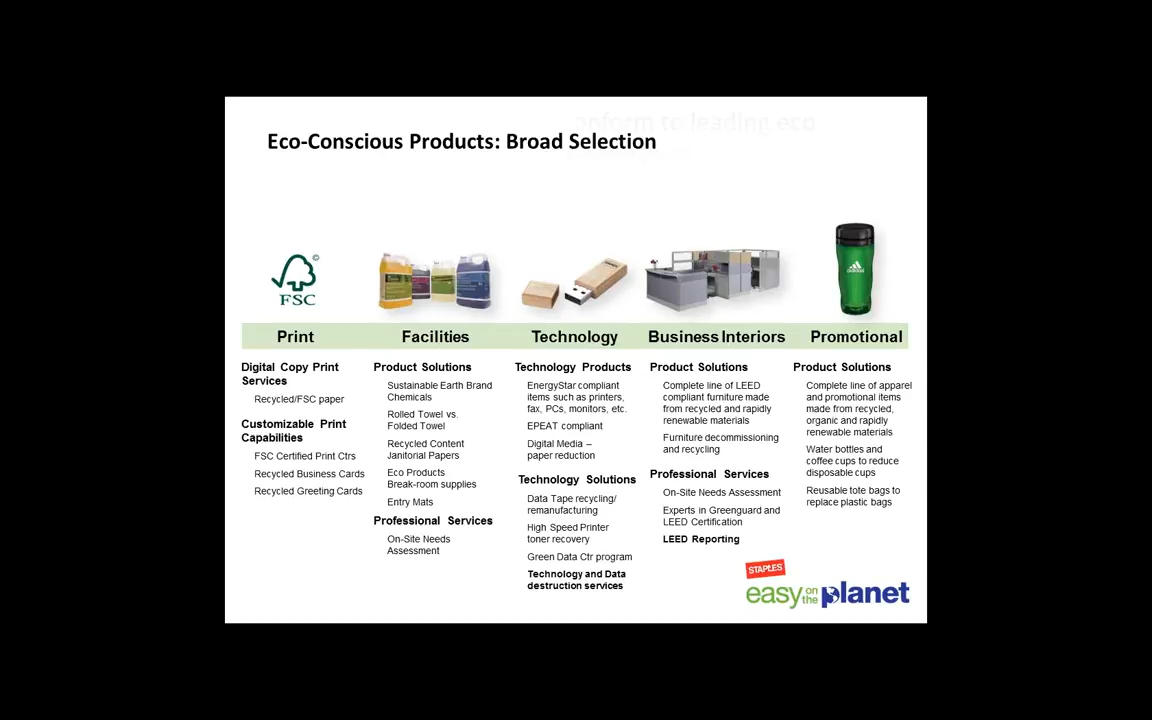 onform to leading eco
Eco-Conscious Products: Broad Selection
©
FSC
adidas
Print
Facilities
Technology
Business Interiors
Promotional
Digital Copy Print
Services
Recycled/FSC paper
Customizable Print
Capabilities
FSC Certified Print Ctrs
Recycled Business Cards
Recycled Greeting Cards
Product Solutions
Sustainable Earth Brand
Chemicals
Rolled Towel vs.
Folded Towel
Recycled Content
Janitorial Papers
Eco Products
Break-room supplies
Entry Mats
Professional Services
On-Site Needs
Assessment
Technology Products
EnergyStar compliant
items such as printers,
fax, PCs, monitors, etc.
EPEAT compliant
Digital Media –
paper reduction
Technology Solutions
Data Tape recycling/
remanufacturing
High Speed Printer
toner recovery
Green Data Ctr program
Technology and Data
destruction services
Product Solutions
Complete line of LEED
compliant furniture made
from recycled and rapidly
renewable materials
Furniture decommissioning
and recycling
Professional Services
On-Site Needs Assessment
Experts in Greenguard and
LEED Certification
LEED Reporting
Product Solutions
Complete line of apparel
and promotional items
made from recycled,
organic and rapidly
renewable materials
Water bottles and
coffee cups to reduce
disposable cups
Reusable tote bags to
replace plastic bags
STAPLES
easy on the planet